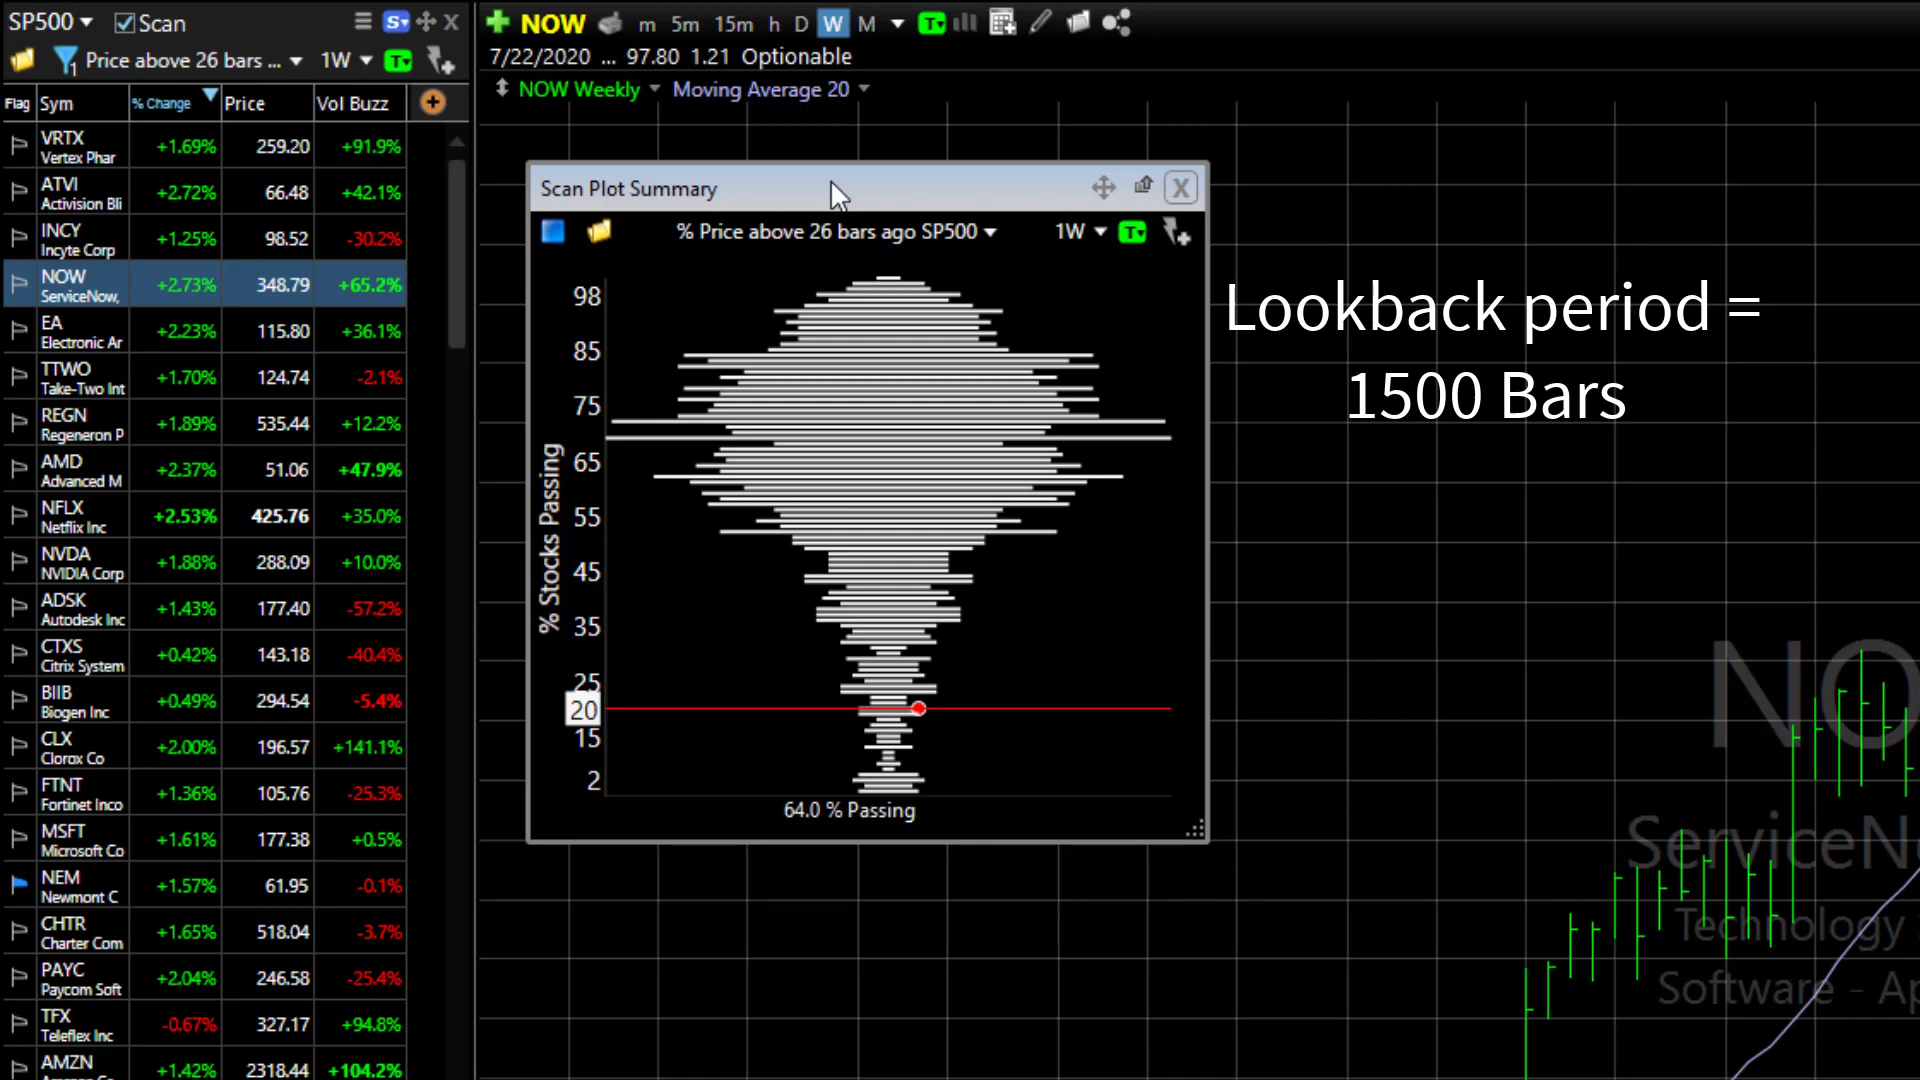 SP500 Scan
Price above 26 bars ... 1W
Flag Sym % Change Price Vol Buzz
VRTX Vertex Phar +1.69% 259.20 +91.9%
ATVI Activision Bli +2.72% 66.48 +42.1%
INCY Incyte Corp +1.25% 98.52 -30.2%
NOW ServiceNow, +2.73% 348.79 +65.2%
EA Electronic Ar +2.23% 115.80 +36.1%
TTWO Take-Two Int +1.70% 124.74 -2.1%
REGN Regeneron P +1.89% 535.44 +12.2%
AMD Advanced M +2.37% 51.06 +47.9%
NFLX Netflix Inc +2.53% 425.76 +35.0%
NVDA NVIDIA Corp +1.88% 288.09 +10.0%
ADSK Autodesk Inc +1.43% 177.40 -57.2%
CTXS Citrix System +0.42% 143.18 -40.4%
BIIB Biogen Inc +0.49% 294.54 -5.4%
CLX Clorox Co +2.00% 196.57 +141.1%
FTNT Fortinet Inco +1.36% 105.76 -25.3%
MSFT Microsoft Co +1.61% 177.38 +0.5%
NEM Newmont C +1.57% 61.95 -0.1%
CHTR Charter Com +1.65% 518.04 -3.7%
PAYC Paycom Soft +2.04% 246.58 -25.4%
TFX Teleflex Inc -0.67% 327.17 +94.8%
AMZN +1.42% 2318.44 +104.2%
NOW m 5m 15m h D W M
7/22/2020 ... 97.80 1.21 Optionable
NOW Weekly Moving Average 20
Scan Plot Summary
% Price above 26 bars ago SP500 1W
% Stocks Passing
98
85
75
65
55
45
35
25
20
15
2
64.0 % Passing
Lookback period =
1500 Bars
NO
ServiceN
Technology
Software - Ap